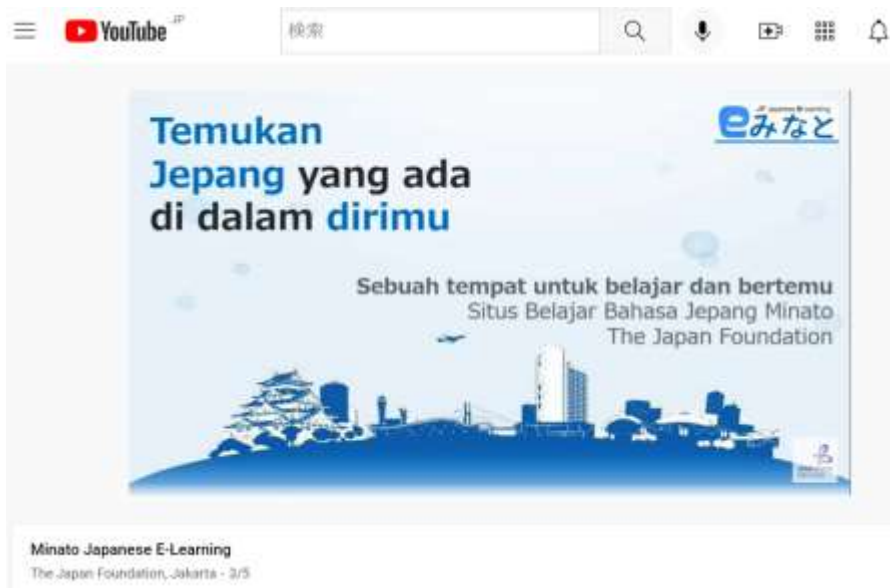 YouTube JP
検索
eみなと
Temukan
Jepang yang ada
di dalam dirimu
Sebuah tempat untuk belajar dan bertemu
Situs Belajar Bahasa Jepang Minato
The Japan Foundation
Minato Japanese E-Learning
The Japan Foundation, Jakarta - 3/5